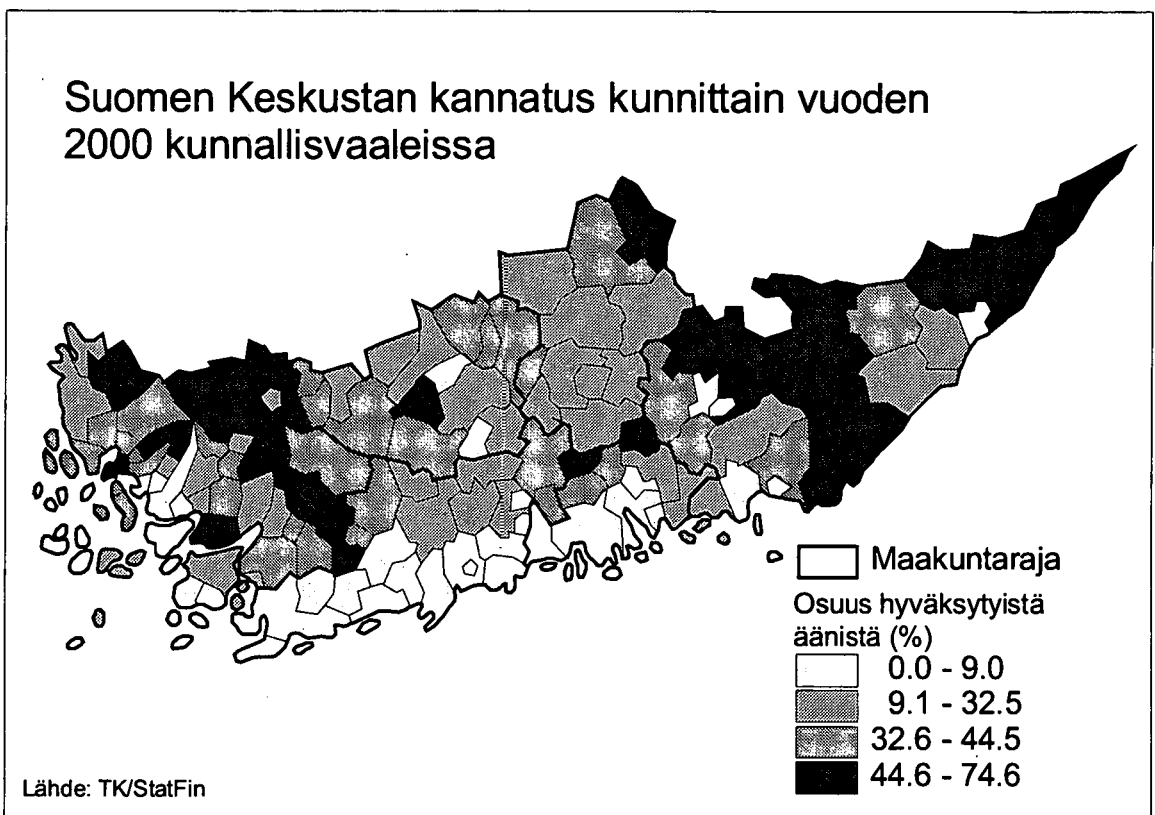 Suomen Keskustan kannatus kunnittain vuoden
2000 kunnallisvaaleissa
Maakuntaraja
Osuus hyväksytyistä
äänistä (%)
0.0 - 9.0
9.1 - 32.5
32.6 - 44.5
44.6 - 74.6
Lähde: TK/StatFin